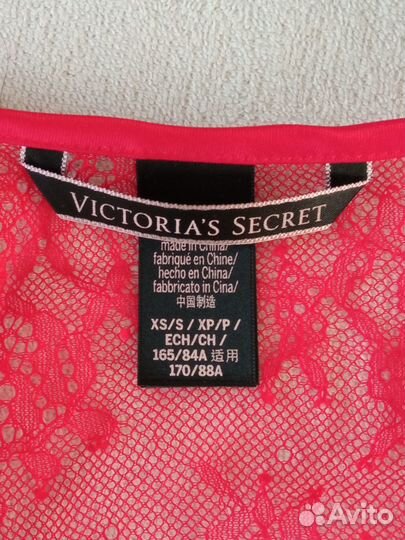 VICTORIA'S SECRET
made in China/
fabriqué en Chine/
hecho en China/
fabbricato in Cina/
中国制造
XS/S / XP/P /
ECH/CH /
165/84A 适用
170/88A
Avito